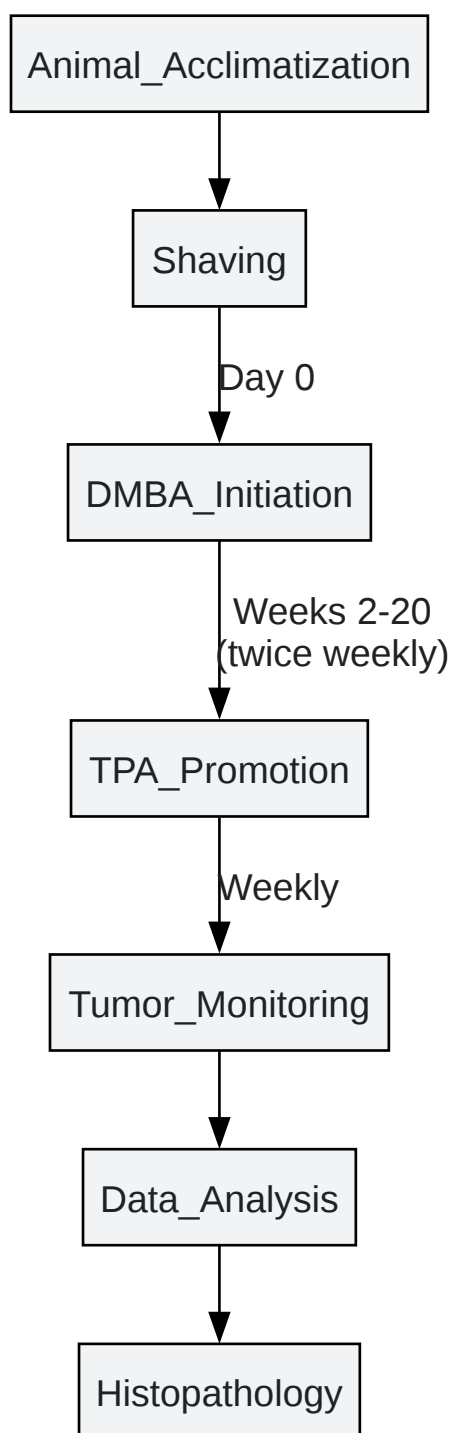 Animal_Acclimatization
Shaving
Day 0
DMBA_Initiation
Weeks 2-20
(twice weekly)
TPA_Promotion
Weekly
Tumor_Monitoring
Data_Analysis
Histopathology